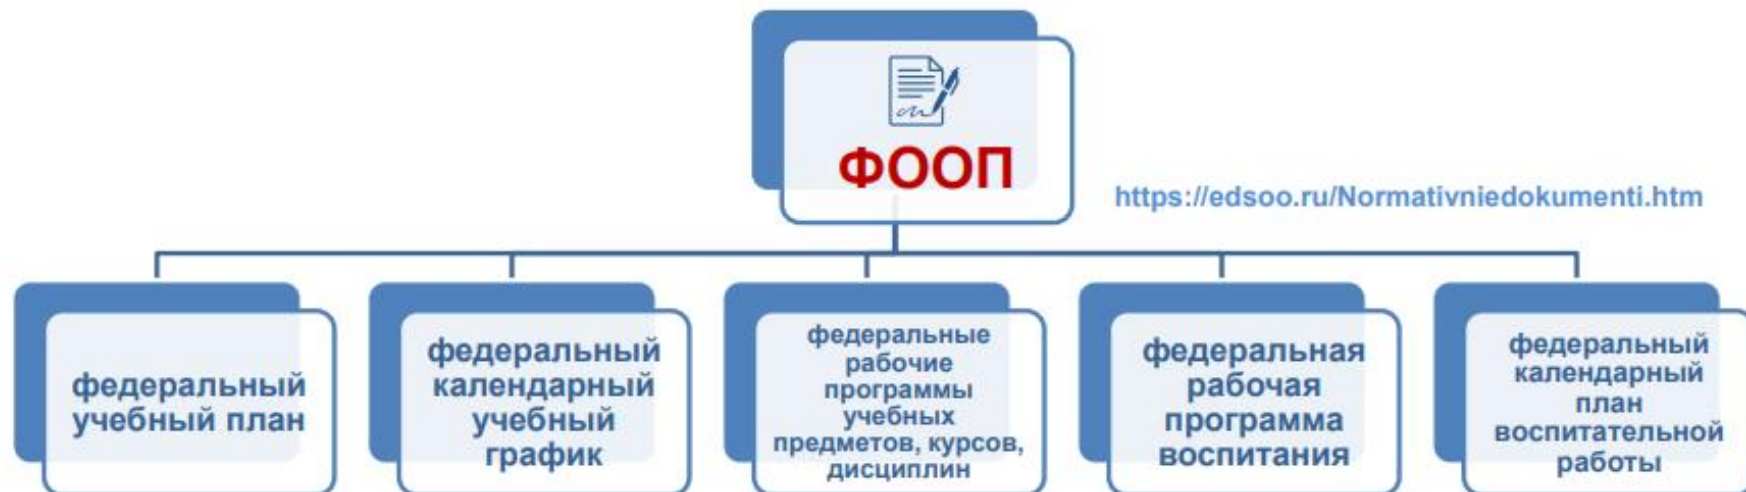 ФООП
https://edsoo.ru/Normativniedokumenti.htm
федеральный
учебный план
федеральный
календарный
учебный
график
федеральные
рабочие
программы
учебных
предметов, курсов,
дисциплин
федеральная
рабочая
программа
воспитания
федеральный
календарный
план
воспитательной
работы